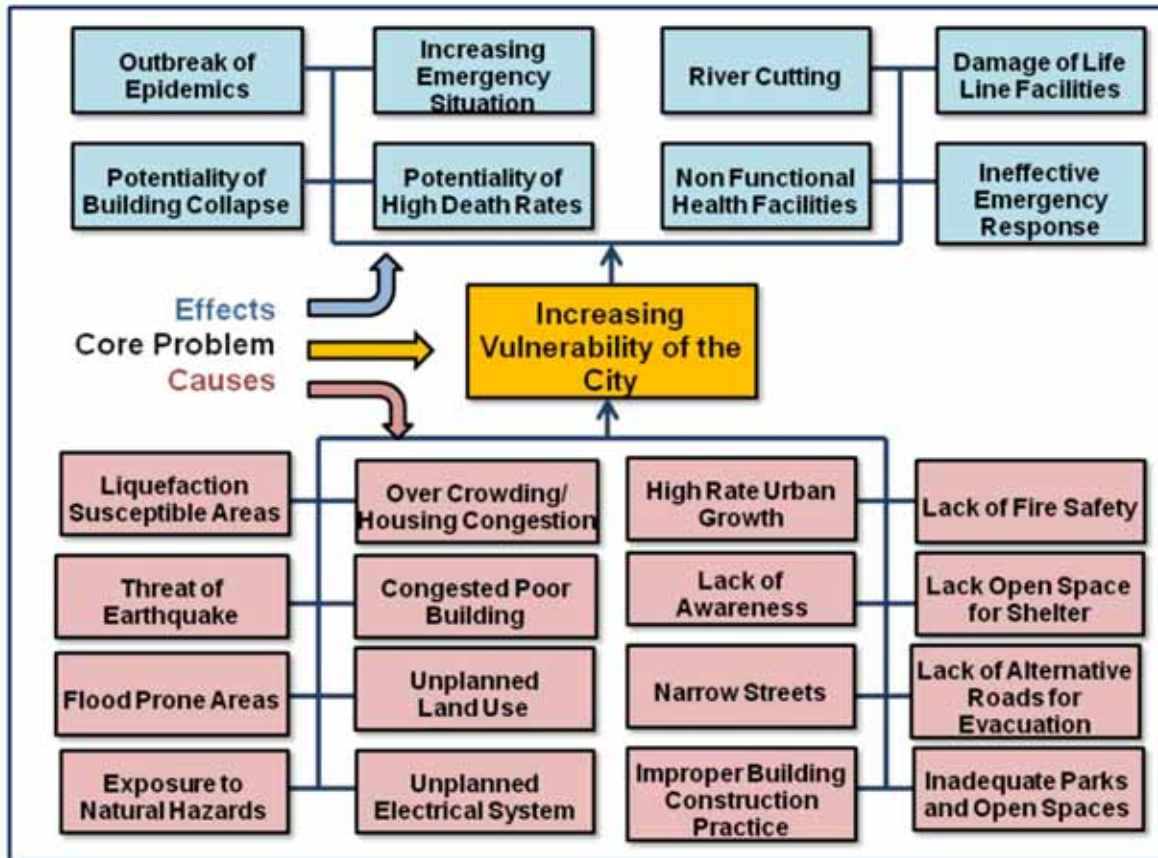 Outbreak of
Epidemics
Increasing
Emergency
Situation
River Cutting
Damage of Life
Line Facilities
Potentiality of
Building Collapse
Potentiality of
High Death Rates
Non Functional
Health Facilities
Ineffective
Emergency
Response
Effects
Core Problem
Causes
Increasing
Vulnerability of the
City
Liquefaction
Susceptible Areas
Over Crowding/
Housing Congestion
High Rate Urban
Growth
Lack of Fire Safety
Threat of
Earthquake
Congested Poor
Building
Lack of
Awareness
Lack Open Space
for Shelter
Flood Prone Areas
Unplanned
Land Use
Narrow Streets
Lack of Alternative
Roads for
Evacuation
Exposure to
Natural Hazards
Unplanned
Electrical System
Improper Building
Construction
Practice
Inadequate Parks
and Open Spaces